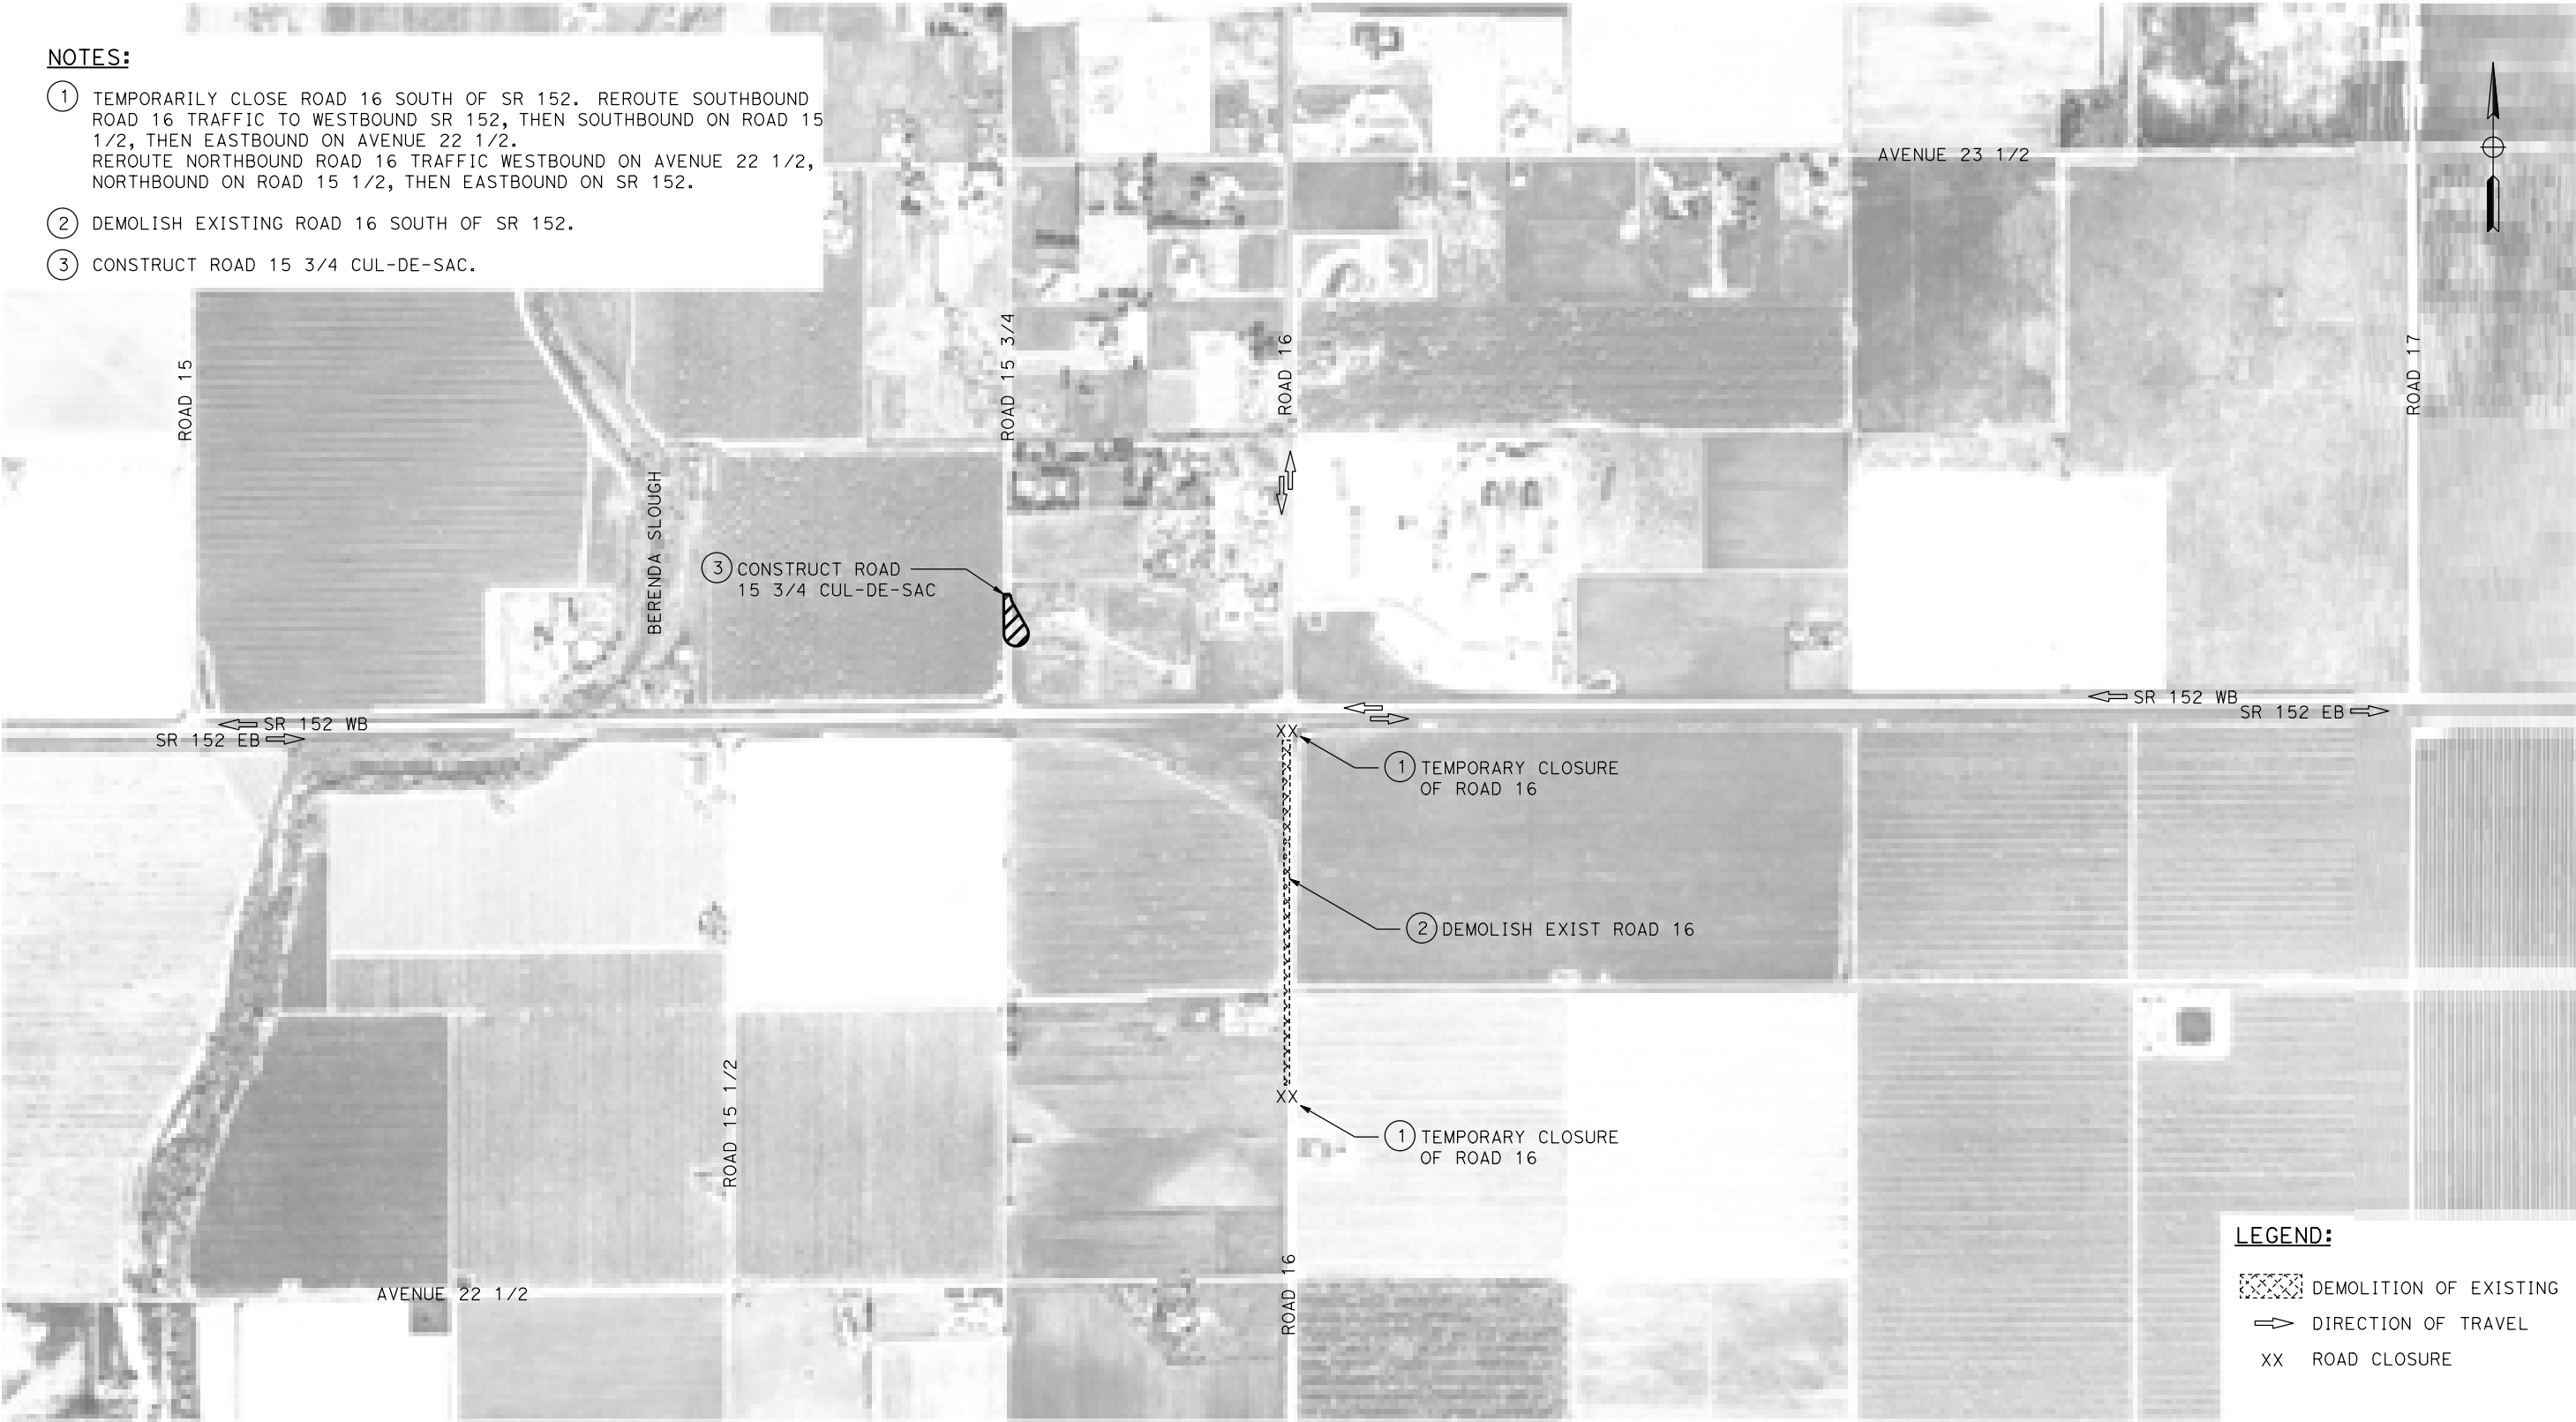 NOTES:
1 TEMPORARILY CLOSE ROAD 16 SOUTH OF SR 152. REROUTE SOUTHBOUND
ROAD 16 TRAFFIC TO WESTBOUND SR 152, THEN SOUTHBOUND ON ROAD 15
1/2, THEN EASTBOUND ON AVENUE 22 1/2.
REROUTE NORTHBOUND ROAD 16 TRAFFIC WESTBOUND ON AVENUE 22 1/2,
NORTHBOUND ON ROAD 15 1/2, THEN EASTBOUND ON SR 152.
2 DEMOLISH EXISTING ROAD 16 SOUTH OF SR 152.
3 CONSTRUCT ROAD 15 3/4 CUL-DE-SAC.
AVENUE 23 1/2
ROAD 15
ROAD 15 3/4
ROAD 16
ROAD 17
BERENDA SLOUGH
3 CONSTRUCT ROAD
15 3/4 CUL-DE-SAC
SR 152 WB
SR 152 EB
SR 152 WB
SR 152 EB
XX
1 TEMPORARY CLOSURE
OF ROAD 16
2 DEMOLISH EXIST ROAD 16
XX
1 TEMPORARY CLOSURE
OF ROAD 16
ROAD 15 1/2
ROAD 16
AVENUE 22 1/2
LEGEND:
DEMOLITION OF EXISTING
DIRECTION OF TRAVEL
XX ROAD CLOSURE